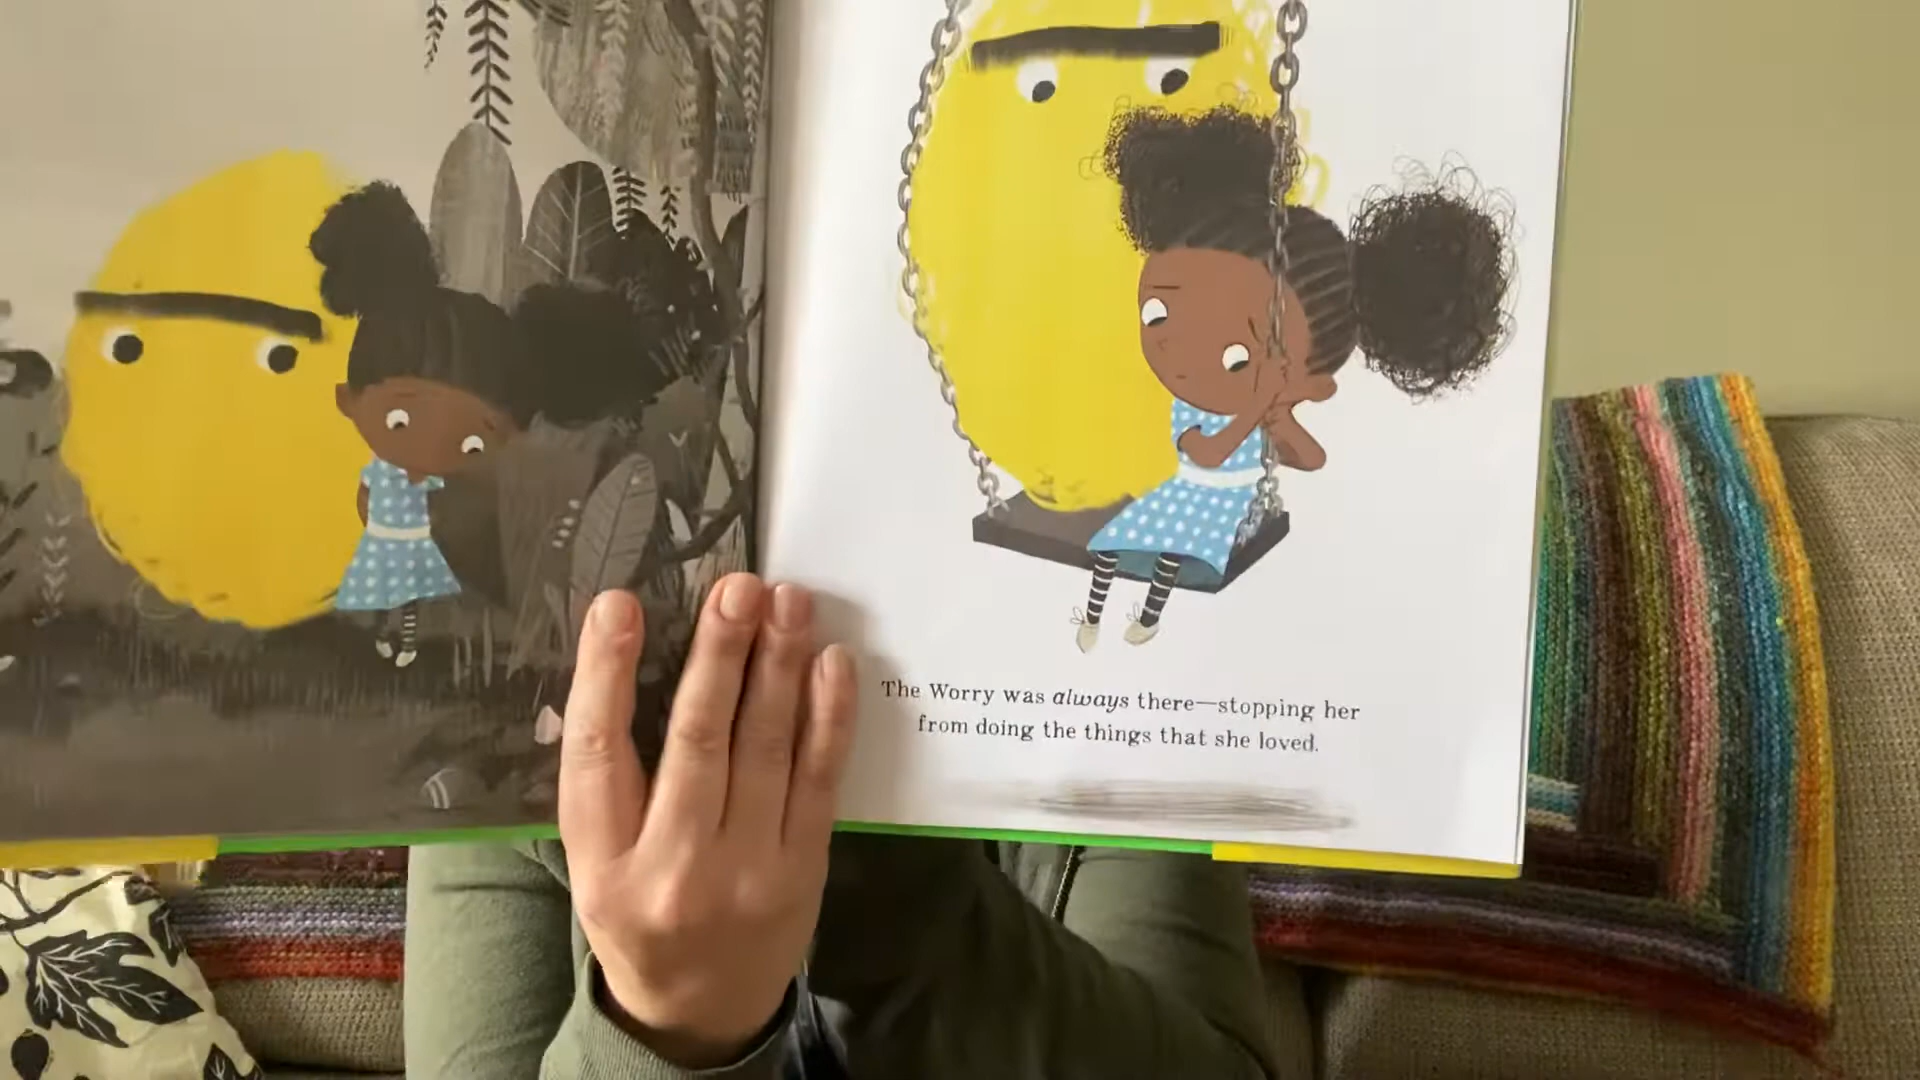 The Worry was always there—stopping her
from doing the things that she loved.